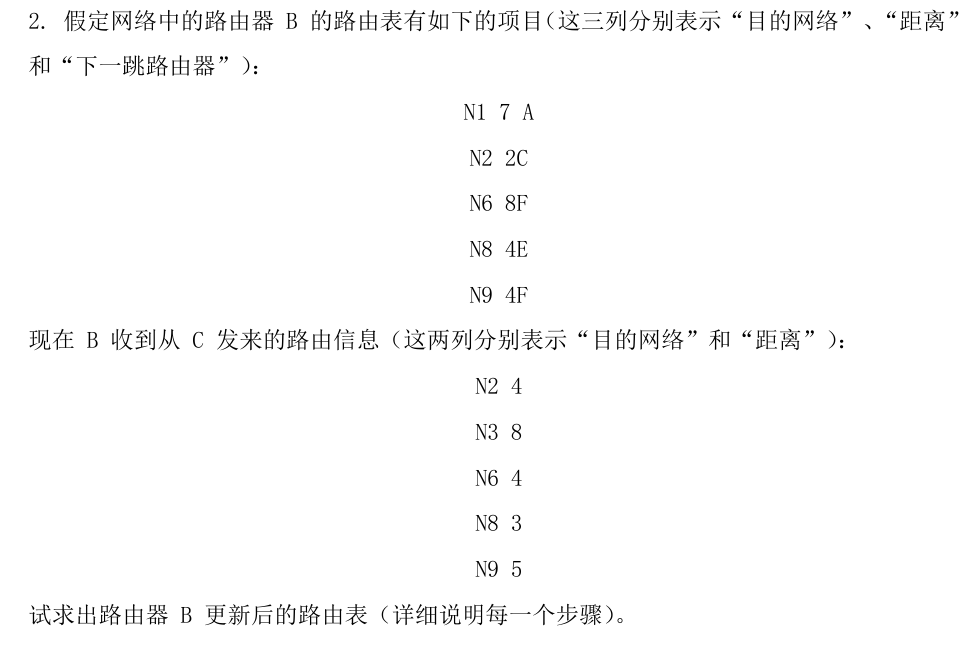 2. 假定网络中的路由器 B 的路由表有如下的项目(这三列分别表示“目的网络”、“距离”
和“下一跳路由器”):
N1 7 A
N2 2C
N6 8F
N8 4E
N9 4F
现在 B 收到从 C 发来的路由信息(这两列分别表示“目的网络”和“距离”):
N2 4
N3 8
N6 4
N8 3
N9 5
试求出路由器 B 更新后的路由表(详细说明每一个步骤)。